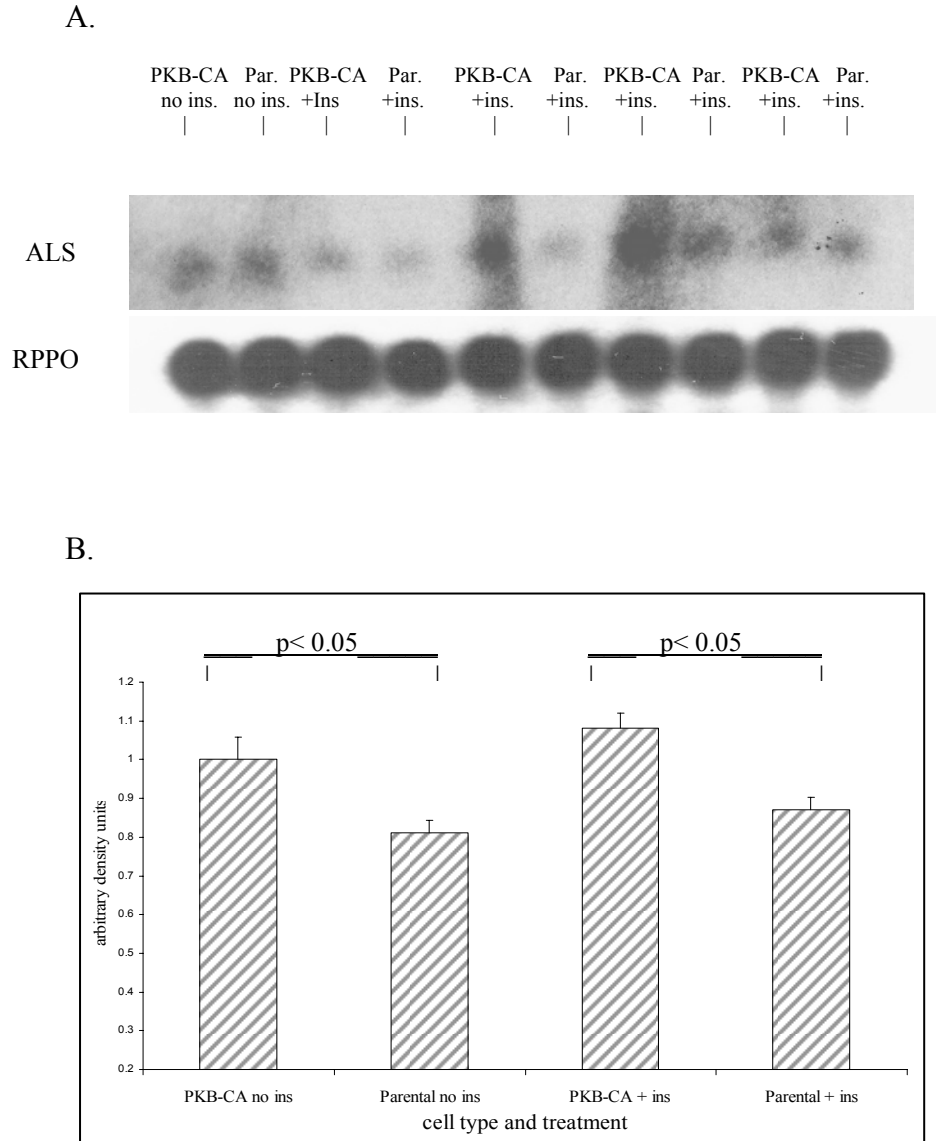 A.
PKB-CA Par. PKB-CA Par. PKB-CA Par. PKB-CA Par. PKB-CA Par.
no ins. no ins. +Ins +ins. +ins. +ins. +ins. +ins. +ins. +ins.
ALS
RPPO
B.
p< 0.05 p< 0.05
1.2
1.1
1
0.9
0.8
0.7
0.6
0.5
0.4
0.3
0.2
arbitrary density units
PKB-CA no ins Parental no ins PKB-CA + ins Parental + ins
cell type and treatment